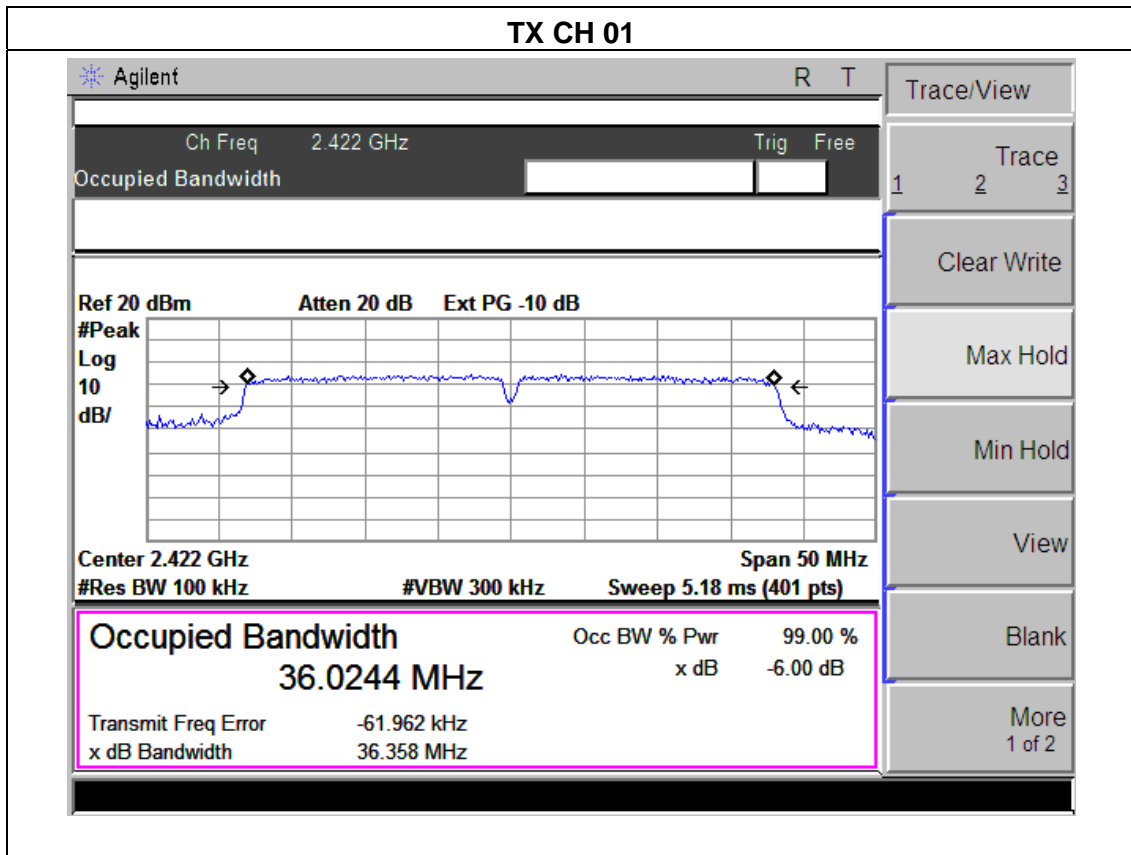 TX CH 01
Agilent R T
Trace/View
Ch Freq 2.422 GHz Trig Free
Occupied Bandwidth
Trace
1 2 3
Clear Write
Max Hold
Min Hold
View
Blank
More
1 of 2
Ref 20 dBm Atten 20 dB Ext PG -10 dB
#Peak
Log
10
dB/
Center 2.422 GHz Span 50 MHz
#Res BW 100 kHz #VBW 300 kHz Sweep 5.18 ms (401 pts)
Occupied Bandwidth Occ BW % Pwr 99.00 %
36.0244 MHz x dB -6.00 dB
Transmit Freq Error -61.962 kHz
x dB Bandwidth 36.358 MHz